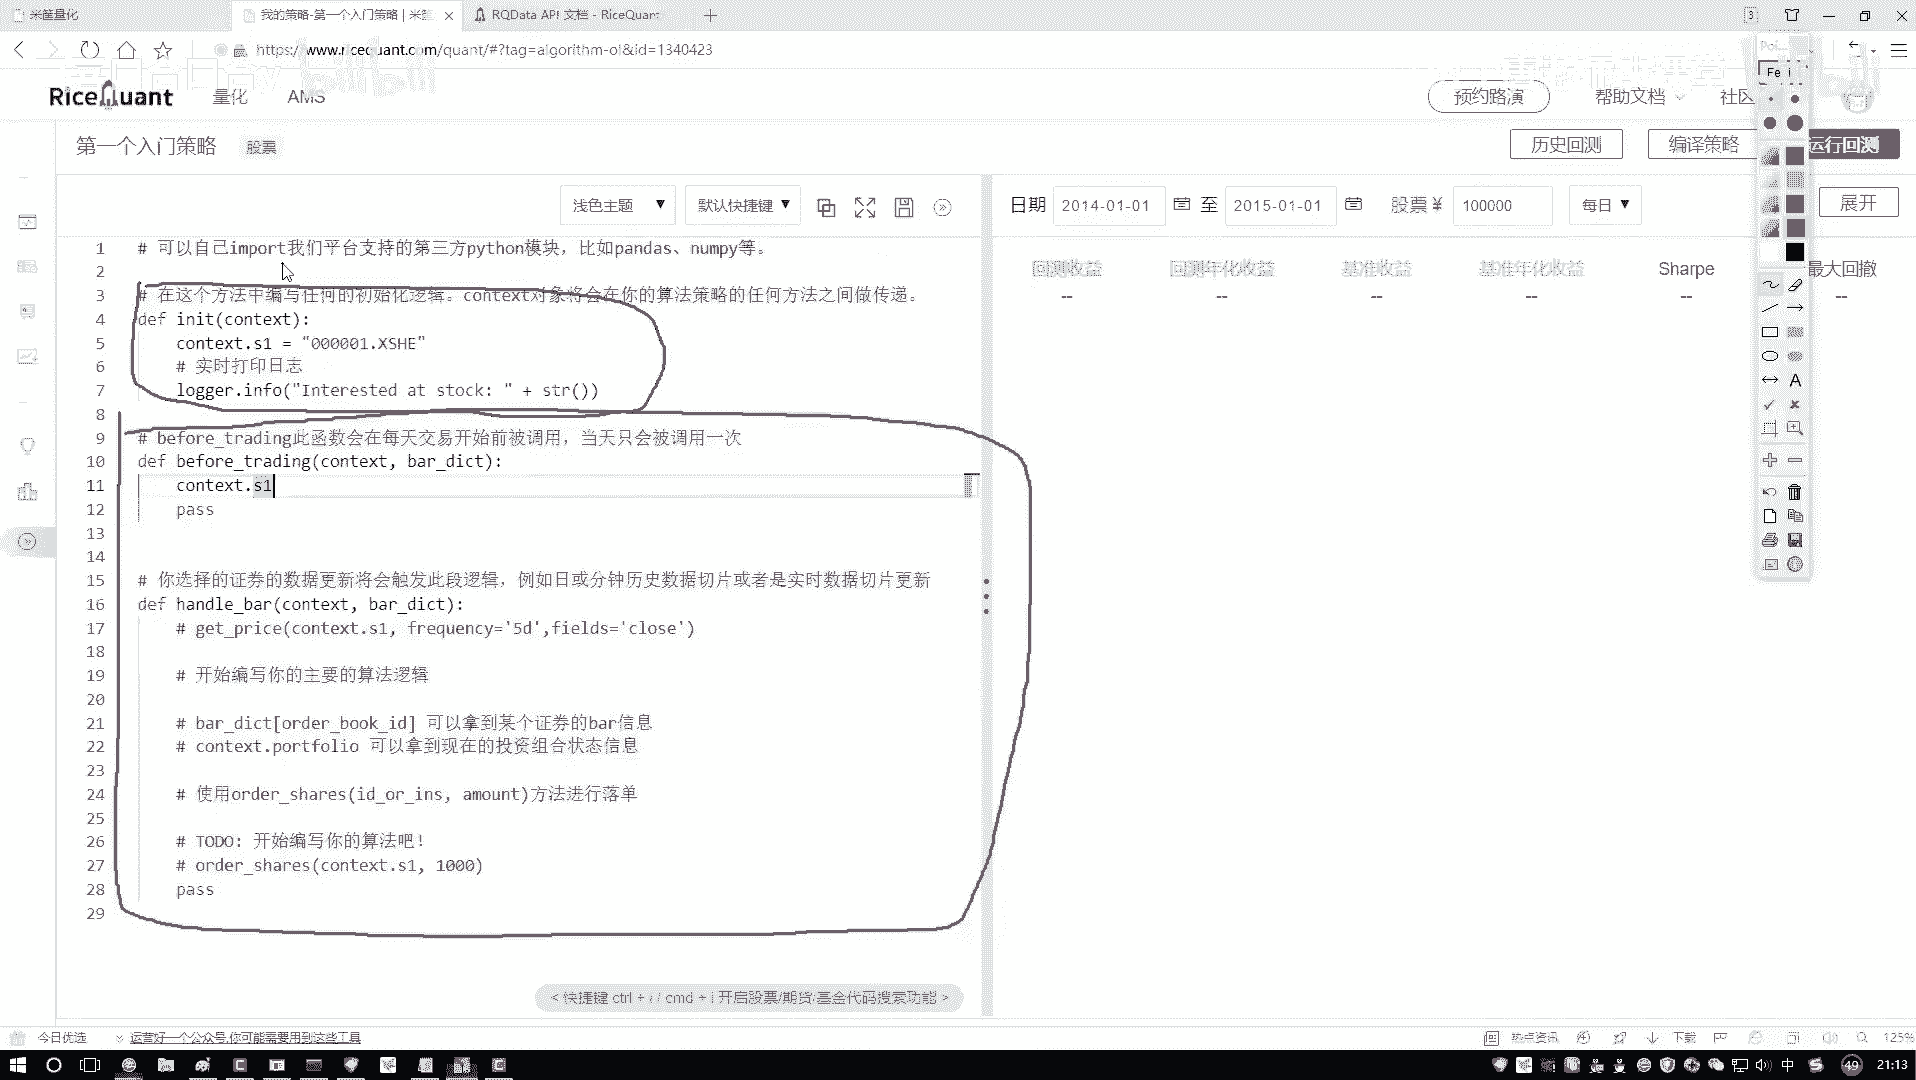 米筐量化
我的策略-第一个入门策略 | 米筐
RQData API 文档 - RiceQuant
https://www.ricequant.com/quant/#?tag=algorithm-ol&id=1340423
RiceQuant
量化
AMS
预约路演
帮助文档
社区
第一个入门策略
股票
历史回测
编译策略
运行回测
浅色主题
默认快捷键
日期
2014-01-01
至
2015-01-01
股票 ¥
100000
每日
展开
1 # 可以自己import我们平台支持的第三方python模块，比如pandas、numpy等。
2
3 # 在这个方法中编写任何的初始化逻辑。context对象将会在你的算法策略的任何方法之间做传递。
4 def init(context):
5 context.s1 = "000001.XSHE"
6 # 实时打印日志
7 logger.info("Interested at stock: " + str())
8
9 # before_trading此函数会在每天交易开始前被调用，当天只会被调用一次
10 def before_trading(context, bar_dict):
11 context.s1
12 pass
13
14
15 # 你选择的证券的数据更新将会触发此段逻辑，例如日或分钟历史数据切片或者是实时数据切片更新
16 def handle_bar(context, bar_dict):
17 # get_price(context.s1, frequency='5d',fields='close')
18
19 # 开始编写你的主要的算法逻辑
20
21 # bar_dict[order_book_id] 可以拿到某个证券的bar信息
22 # context.portfolio 可以拿到现在的投资组合状态信息
23
24 # 使用order_shares(id_or_ins, amount)方法进行落单
25
26 # TODO: 开始编写你的算法吧！
27 # order_shares(context.s1, 1000)
28 pass
29
回测收益
回测年化收益
基准收益
基准年化收益
Sharpe
最大回撤
--
--
--
--
--
--
< 快捷键 ctrl + i / cmd + i 开启股票/期货/基金代码搜索功能 >
今日优选
运营好一个公众号,你可能需要用到这些工具
热点资讯
下载
125%
中
49
21:13